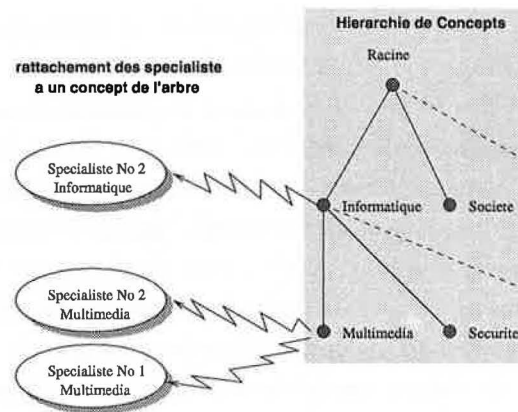 Hierarchie de Concepts
Racine
rattachement des specialiste
a un concept de l'arbre
Specialiste No 2
Informatique
Informatique
Societe
Specialiste No 2
Multimedia
Multimedia
Securite
Specialiste No 1
Multimedia